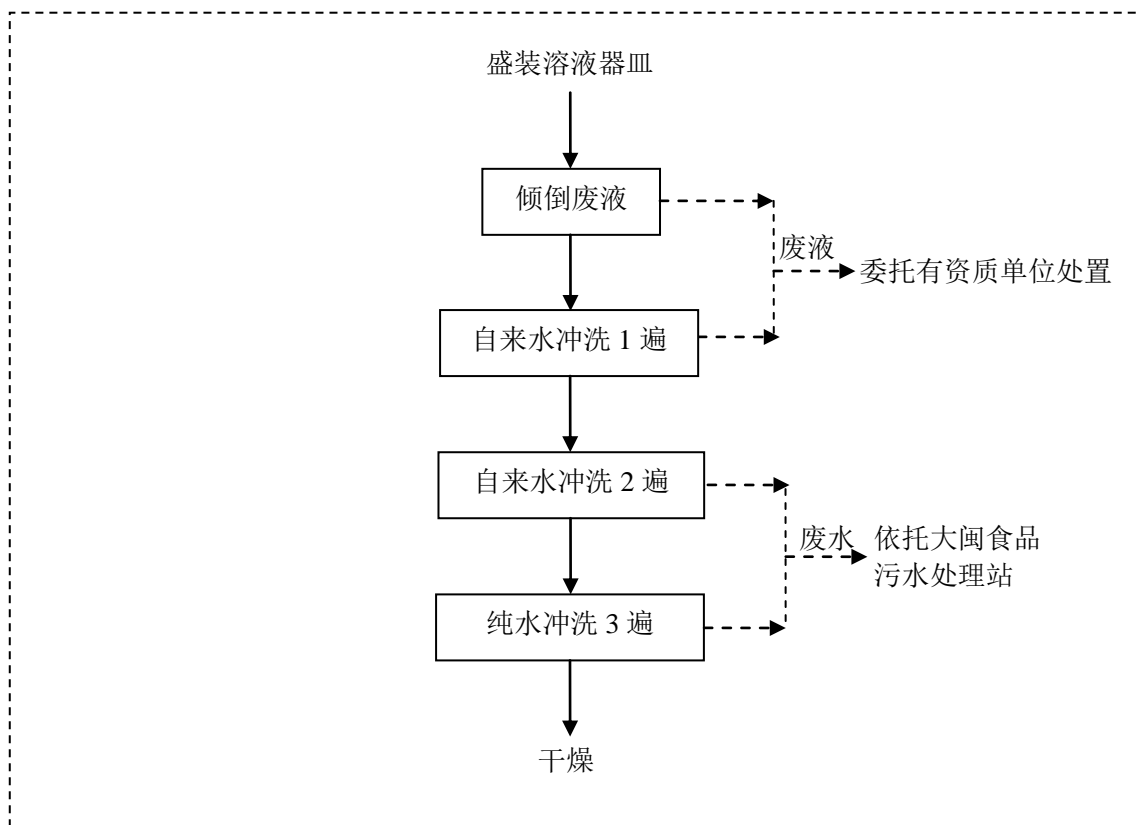 盛装溶液器皿
倾倒废液
废液
委托有资质单位处置
自来水冲洗 1 遍
自来水冲洗 2 遍
废水
依托大闽食品
污水处理站
纯水冲洗 3 遍
干燥